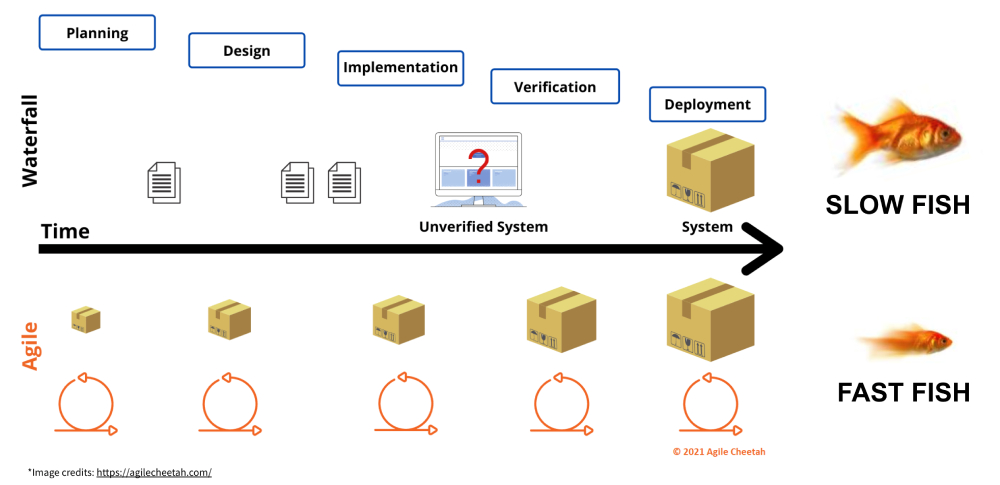 Planning
Design
Implementation
Verification
Deployment
Waterfall
?
Unverified System
System
SLOW FISH
Time
Agile
FAST FISH
© 2021 Agile Cheetah
*Image credits: https://agilecheetah.com/